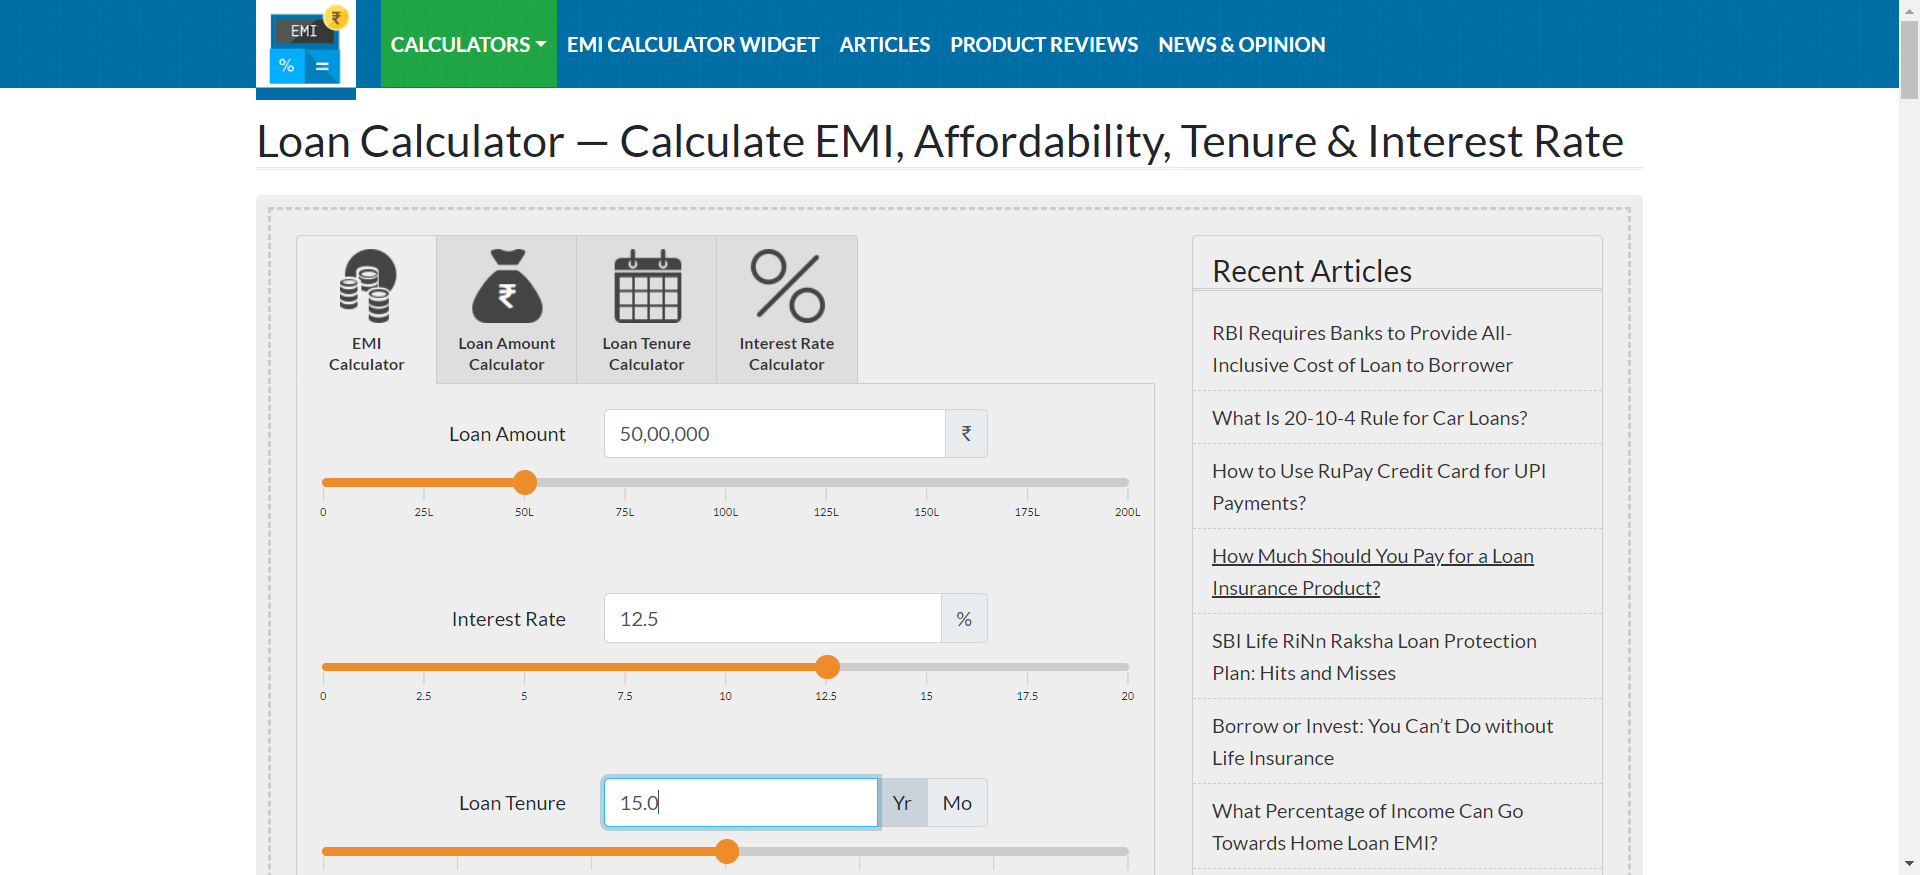 EMI
₹
% =
CALCULATORS
EMI CALCULATOR WIDGET
ARTICLES
PRODUCT REVIEWS
NEWS & OPINION
Loan Calculator — Calculate EMI, Affordability, Tenure & Interest Rate
EMI
Calculator
₹
Loan Amount
Calculator
Loan Tenure
Calculator
Interest Rate
Calculator
Loan Amount
50,00,000
₹
0 25L 50L 75L 100L 125L 150L 175L 200L
Interest Rate
12.5
%
0 2.5 5 7.5 10 12.5 15 17.5 20
Loan Tenure
15.0
Yr
Mo
Recent Articles
RBI Requires Banks to Provide All-
Inclusive Cost of Loan to Borrower
What Is 20-10-4 Rule for Car Loans?
How to Use RuPay Credit Card for UPI
Payments?
How Much Should You Pay for a Loan
Insurance Product?
SBI Life RiNn Raksha Loan Protection
Plan: Hits and Misses
Borrow or Invest: You Can’t Do without
Life Insurance
What Percentage of Income Can Go
Towards Home Loan EMI?